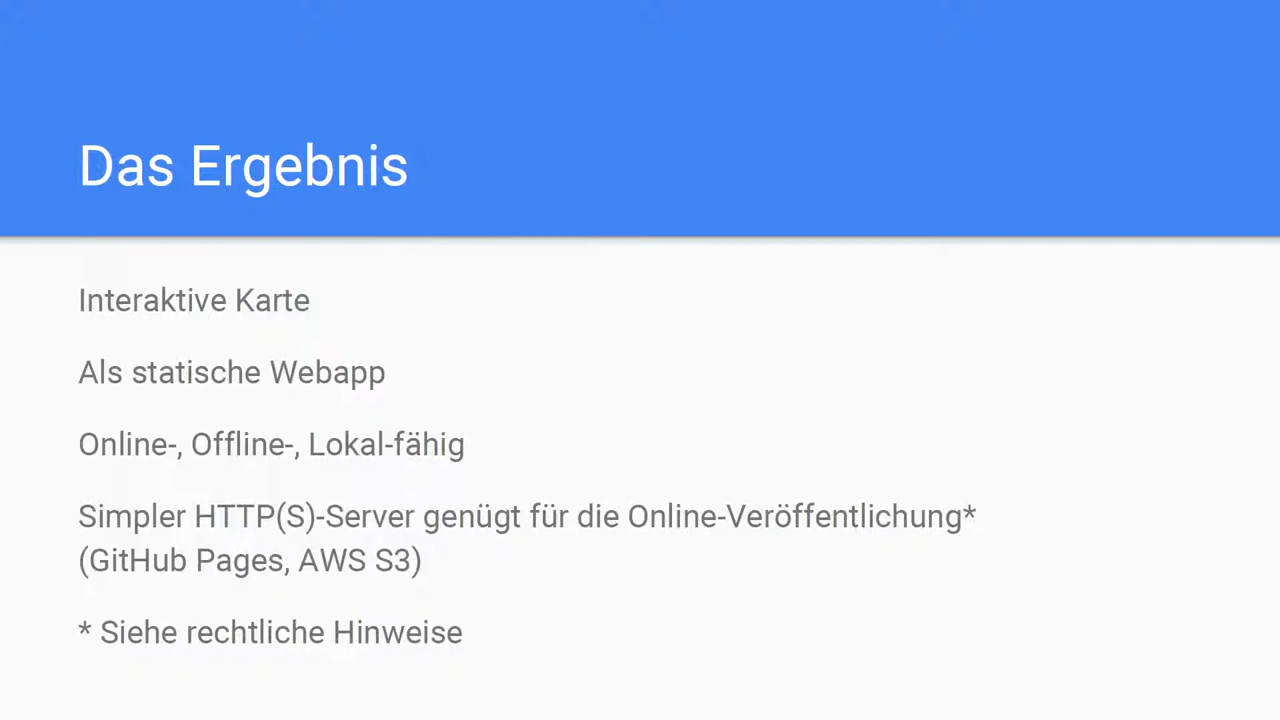 Das Ergebnis
Interaktive Karte
Als statische Webapp
Online-, Offline-, Lokal-fähig
Simpler HTTP(S)-Server genügt für die Online-Veröffentlichung*
(GitHub Pages, AWS S3)
* Siehe rechtliche Hinweise